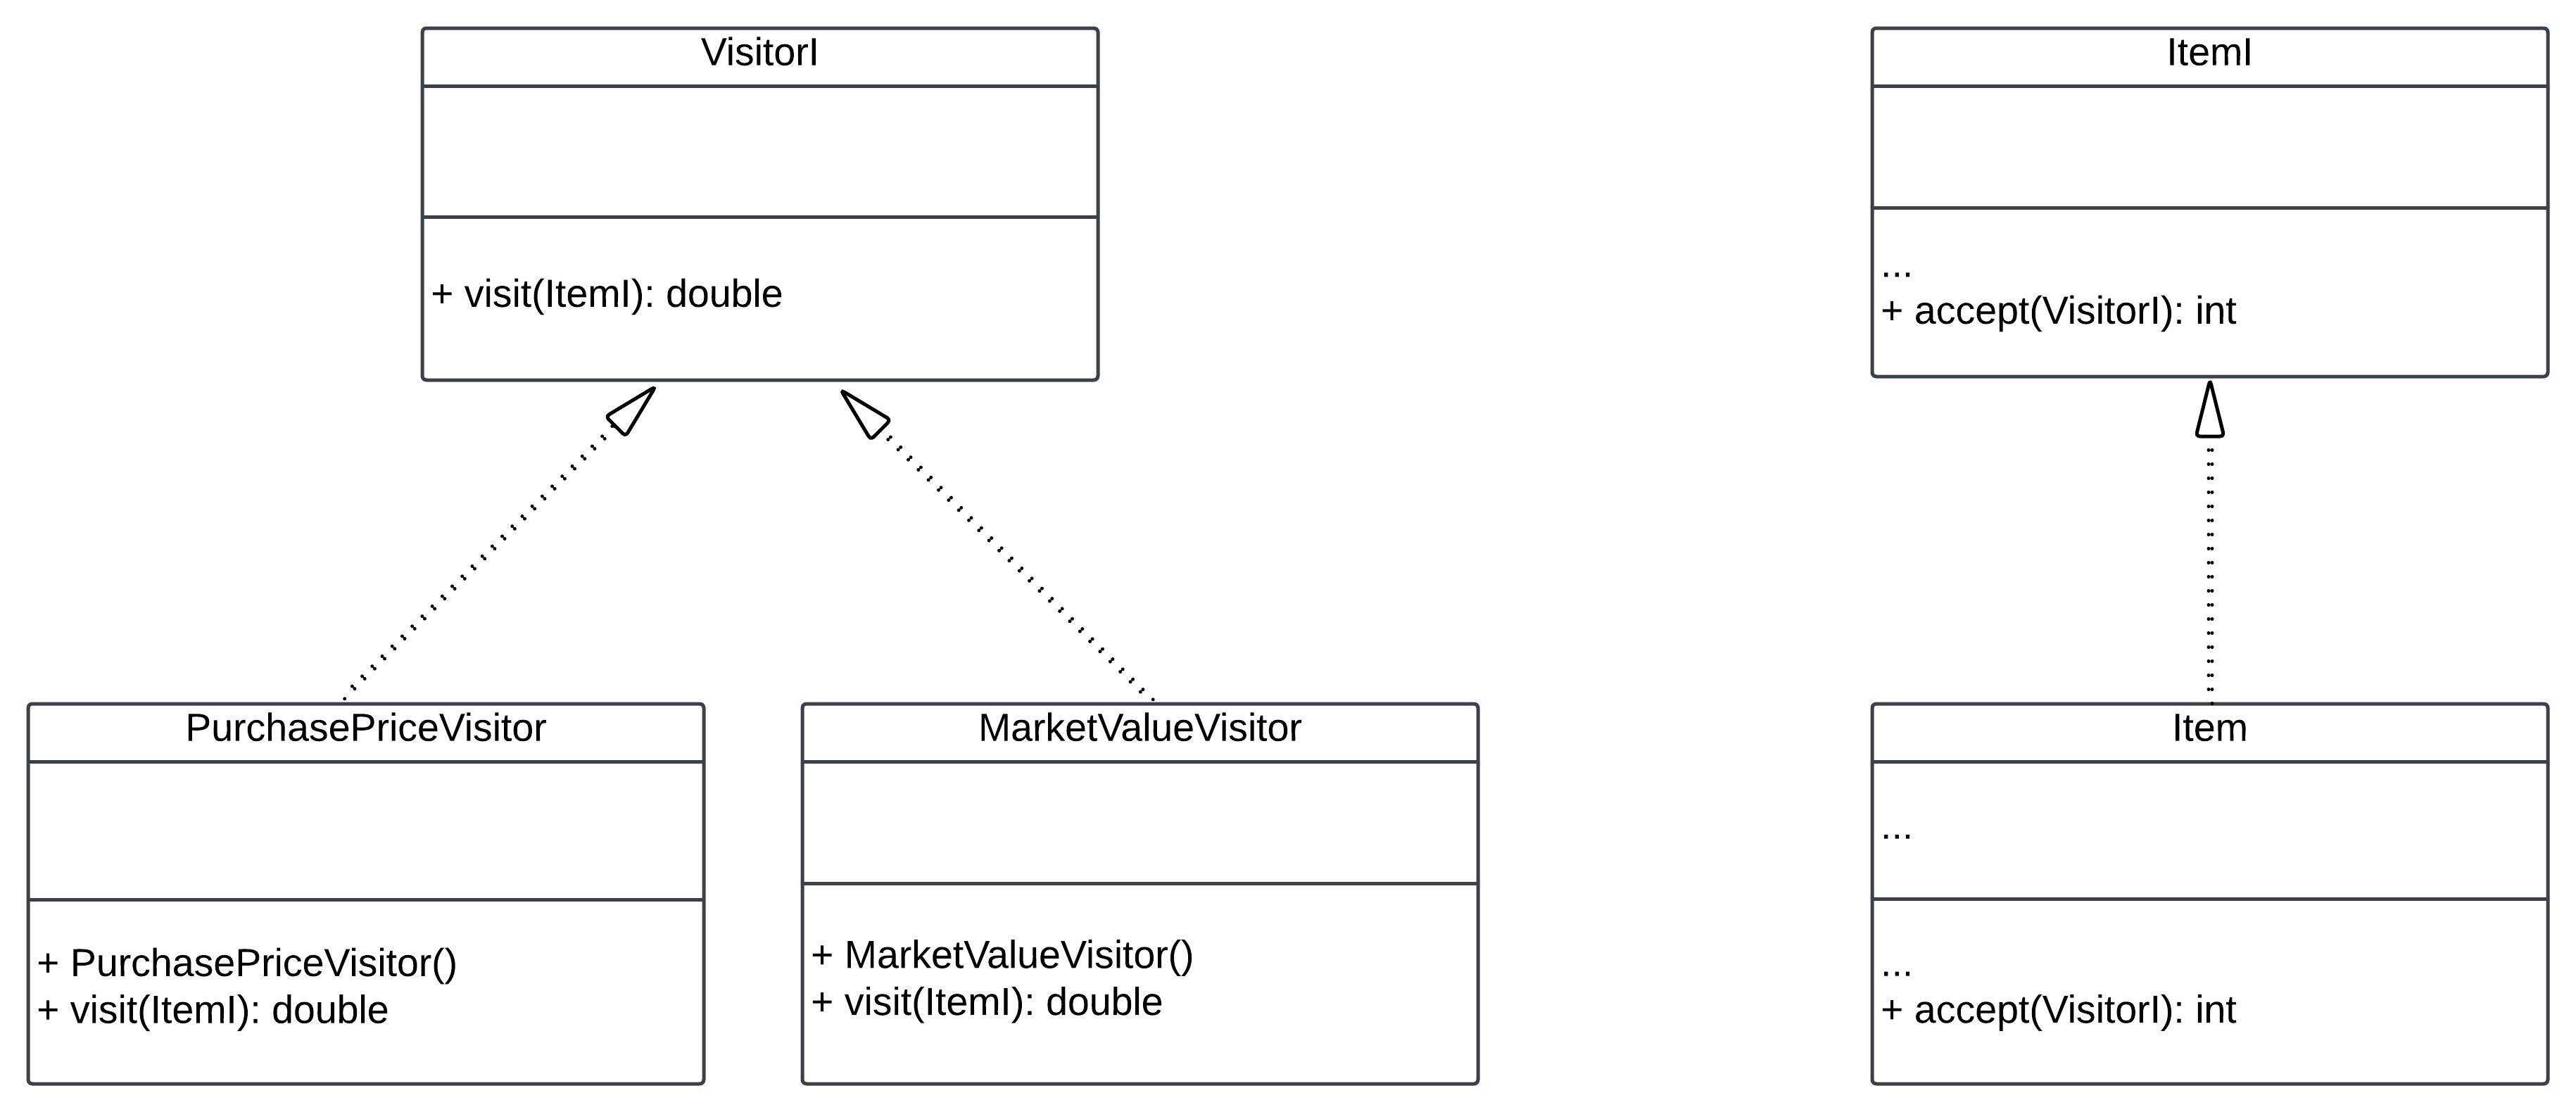 VisitorI
+ visit(ItemI): double
ItemI
...
+ accept(VisitorI): int
PurchasePriceVisitor
+ PurchasePriceVisitor()
+ visit(ItemI): double
MarketValueVisitor
+ MarketValueVisitor()
+ visit(ItemI): double
Item
...
...
+ accept(VisitorI): int